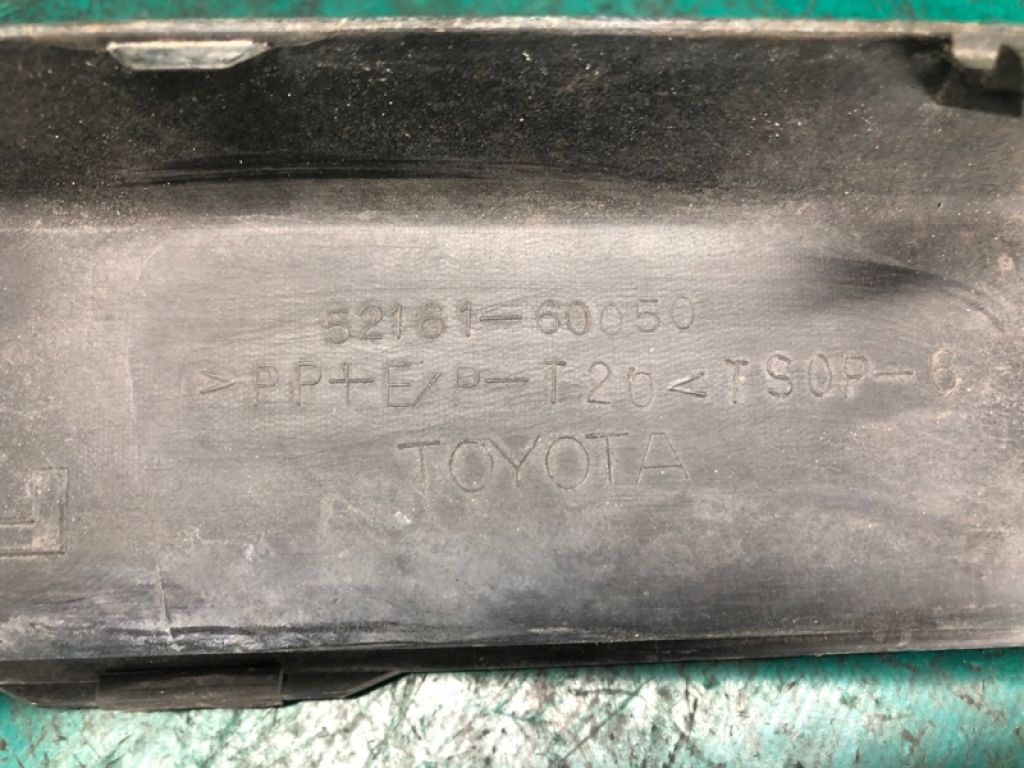 52161-60050
>PP+E/P-T20< TSOP-6
TOYOTA
L